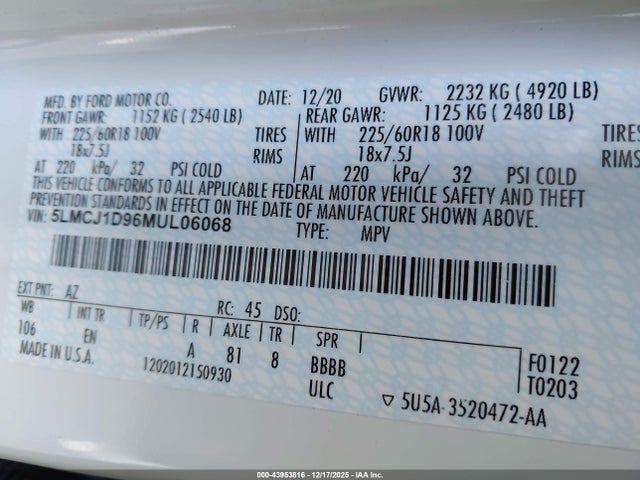 MFD. BY FORD MOTOR CO. DATE: 12/20 GVWR: 2232 KG ( 4920 LB)
FRONT GAWR: 1152 KG ( 2540 LB) REAR GAWR: 1125 KG ( 2480 LB)
WITH 225/60R18 100V TIRES WITH 225/60R18 100V TIRES
18x7.5J RIMS 18x7.5J RIMS
AT 220 kPa/ 32 PSI COLD AT 220 kPa/ 32 PSI COLD
THIS VEHICLE CONFORMS TO ALL APPLICABLE FEDERAL MOTOR VEHICLE SAFETY AND THEFT
PREVENTION STANDARDS IN EFFECT ON THE DATE OF MANUFACTURE SHOWN ABOVE.
VIN: 5LMCJ1D96MUL06068 TYPE: MPV
EXT PNT: AZ RC: 45 DSO:
WB INT TR TP/PS R AXLE TR SPR
106 EN A 81 8 BBBB F0122
MADE IN U.S.A. 1202012150930 ULC T0203
▽ 5U5A-3520472-AA
000-43953816 - 12/17/2025 - IAA Inc.